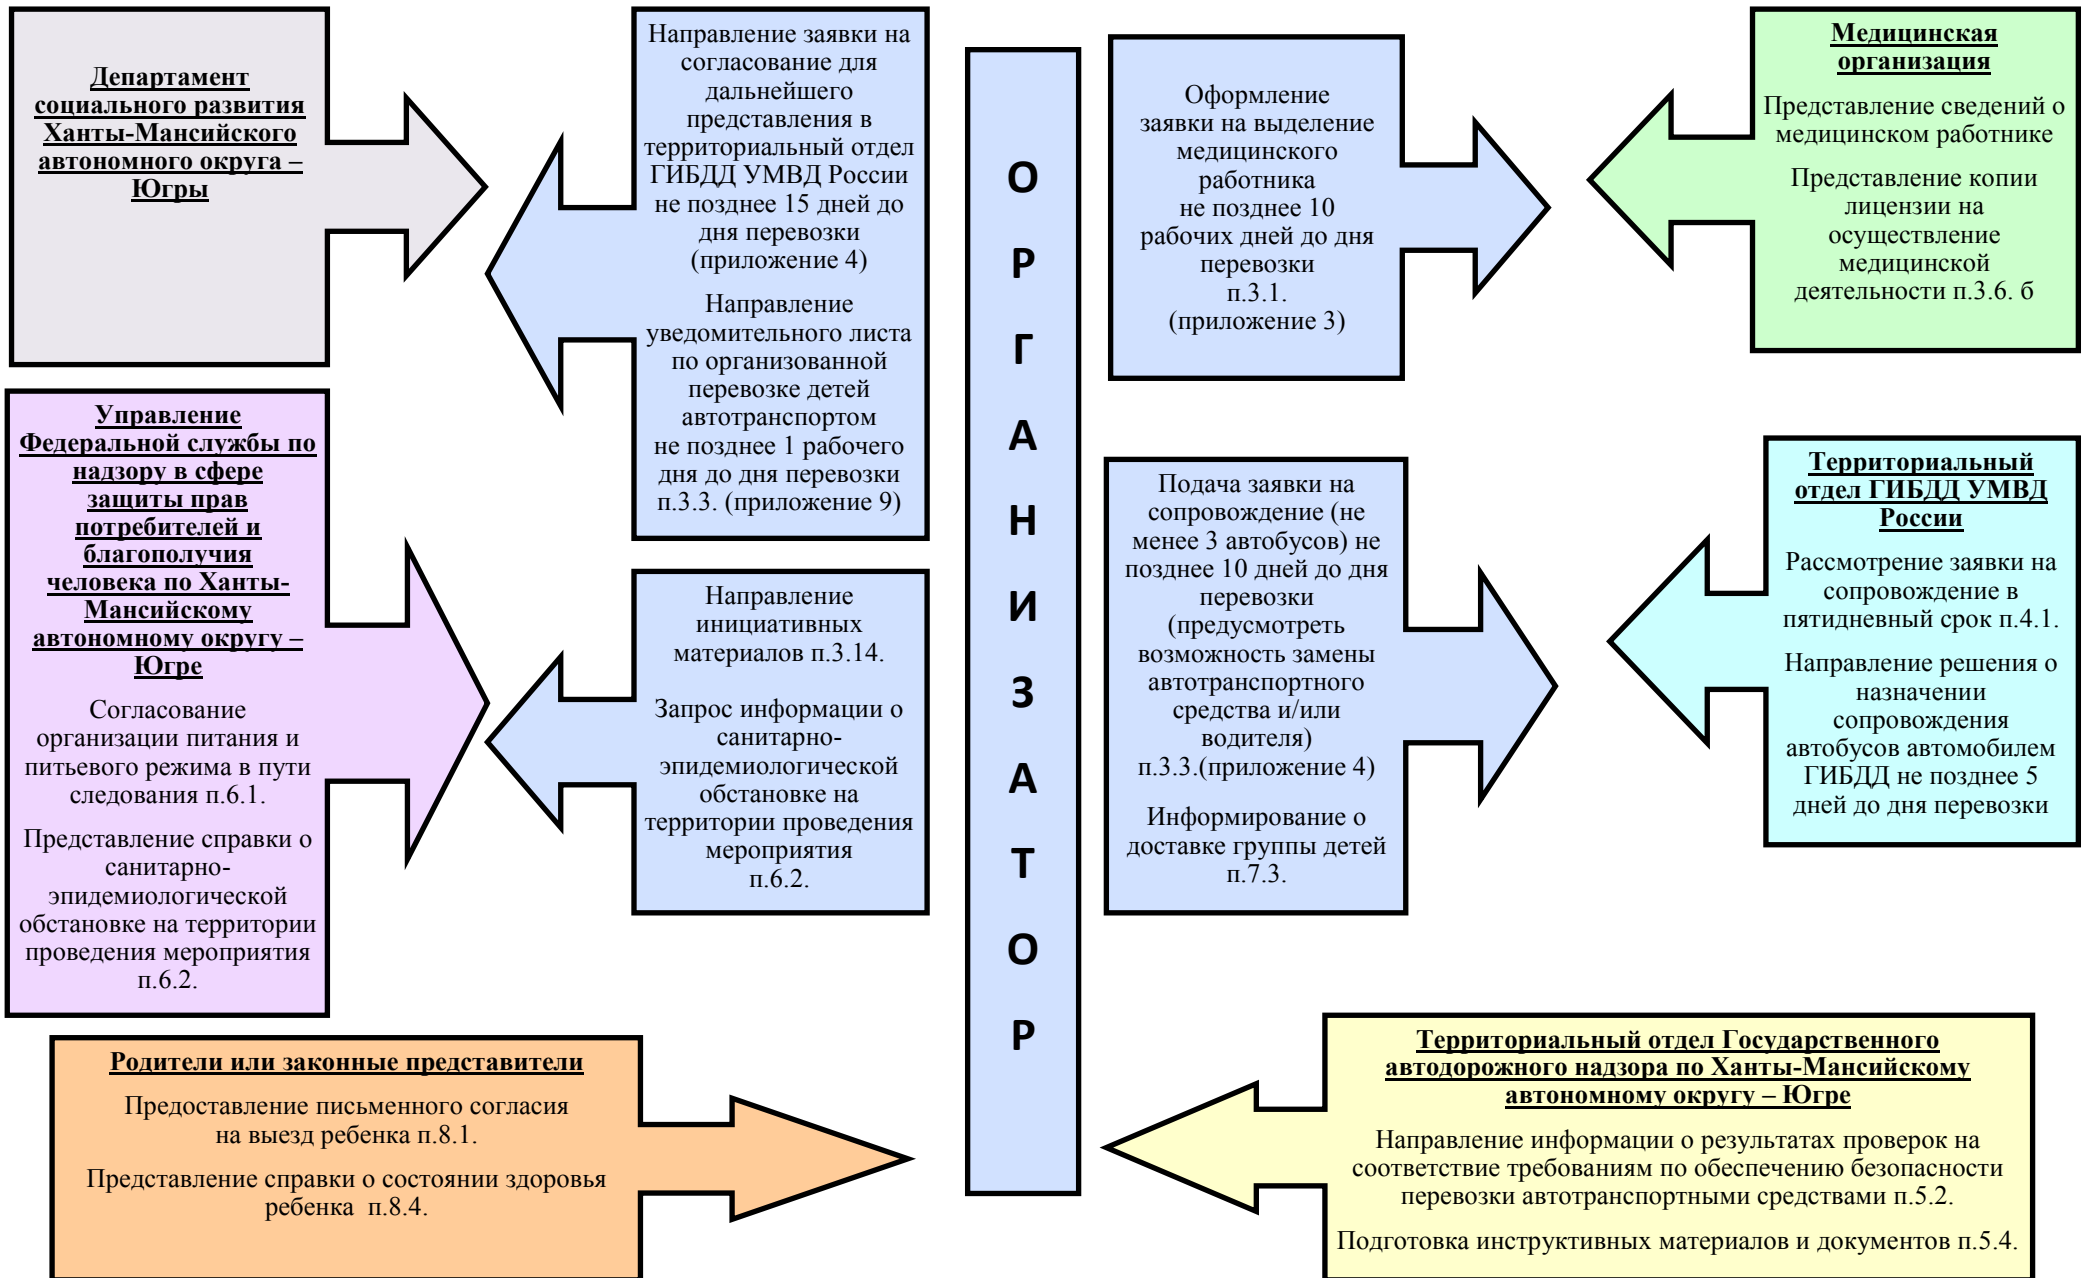 Департамент
социального развития
Ханты-Мансийского
автономного округа –
Югры
Направление заявки на
согласование для
дальнейшего
представления в
территориальный отдел
ГИБДД УМВД России
не позднее 15 дней до
дня перевозки
(приложение 4)
Направление
уведомительного листа
по организованной
перевозке детей
автотранспортом
не позднее 1 рабочего
дня до дня перевозки
п.3.3. (приложение 9)
Управление
Федеральной службы по
надзору в сфере
защиты прав
потребителей и
благополучия
человека по Ханты-
Мансийскому
автономному округу –
Югре
Согласование
организации питания и
питьевого режима в пути
следования п.6.1.
Представление справки о
санитарно-
эпидемиологической
обстановке на территории
проведения мероприятия
п.6.2.
Направление
инициативных
материалов п.3.14.
Запрос информации о
санитарно-
эпидемиологической
обстановке на
территории проведения
мероприятия
п.6.2.
Родители или законные представители
Предоставление письменного согласия
на выезд ребенка п.8.1.
Представление справки о состоянии здоровья
ребенка п.8.4.
О
Р
Г
А
Н
И
З
А
Т
О
Р
Оформление
заявки на выделение
медицинского
работника
не позднее 10
рабочих дней до дня
перевозки
п.3.1.
(приложение 3)
Медицинская
организация
Представление сведений о
медицинском работнике
Представление копии
лицензии на
осуществление
медицинской
деятельности п.3.6. б
Подача заявки на
сопровождение (не
менее 3 автобусов) не
позднее 10 дней до дня
перевозки
(предусмотреть
возможность замены
автотранспортного
средства и/или
водителя)
п.3.3.(приложение 4)
Информирование о
доставке группы детей
п.7.3.
Территориальный
отдел ГИБДД УМВД
России
Рассмотрение заявки на
сопровождение в
пятидневный срок п.4.1.
Направление решения о
назначении
сопровождения
автобусов автомобилем
ГИБДД не позднее 5
дней до дня перевозки
Территориальный отдел Государственного
автодорожного надзора по Ханты-Мансийскому
автономному округу – Югре
Направление информации о результатах проверок на
соответствие требованиям по обеспечению безопасности
перевозки автотранспортными средствами п.5.2.
Подготовка инструктивных материалов и документов п.5.4.